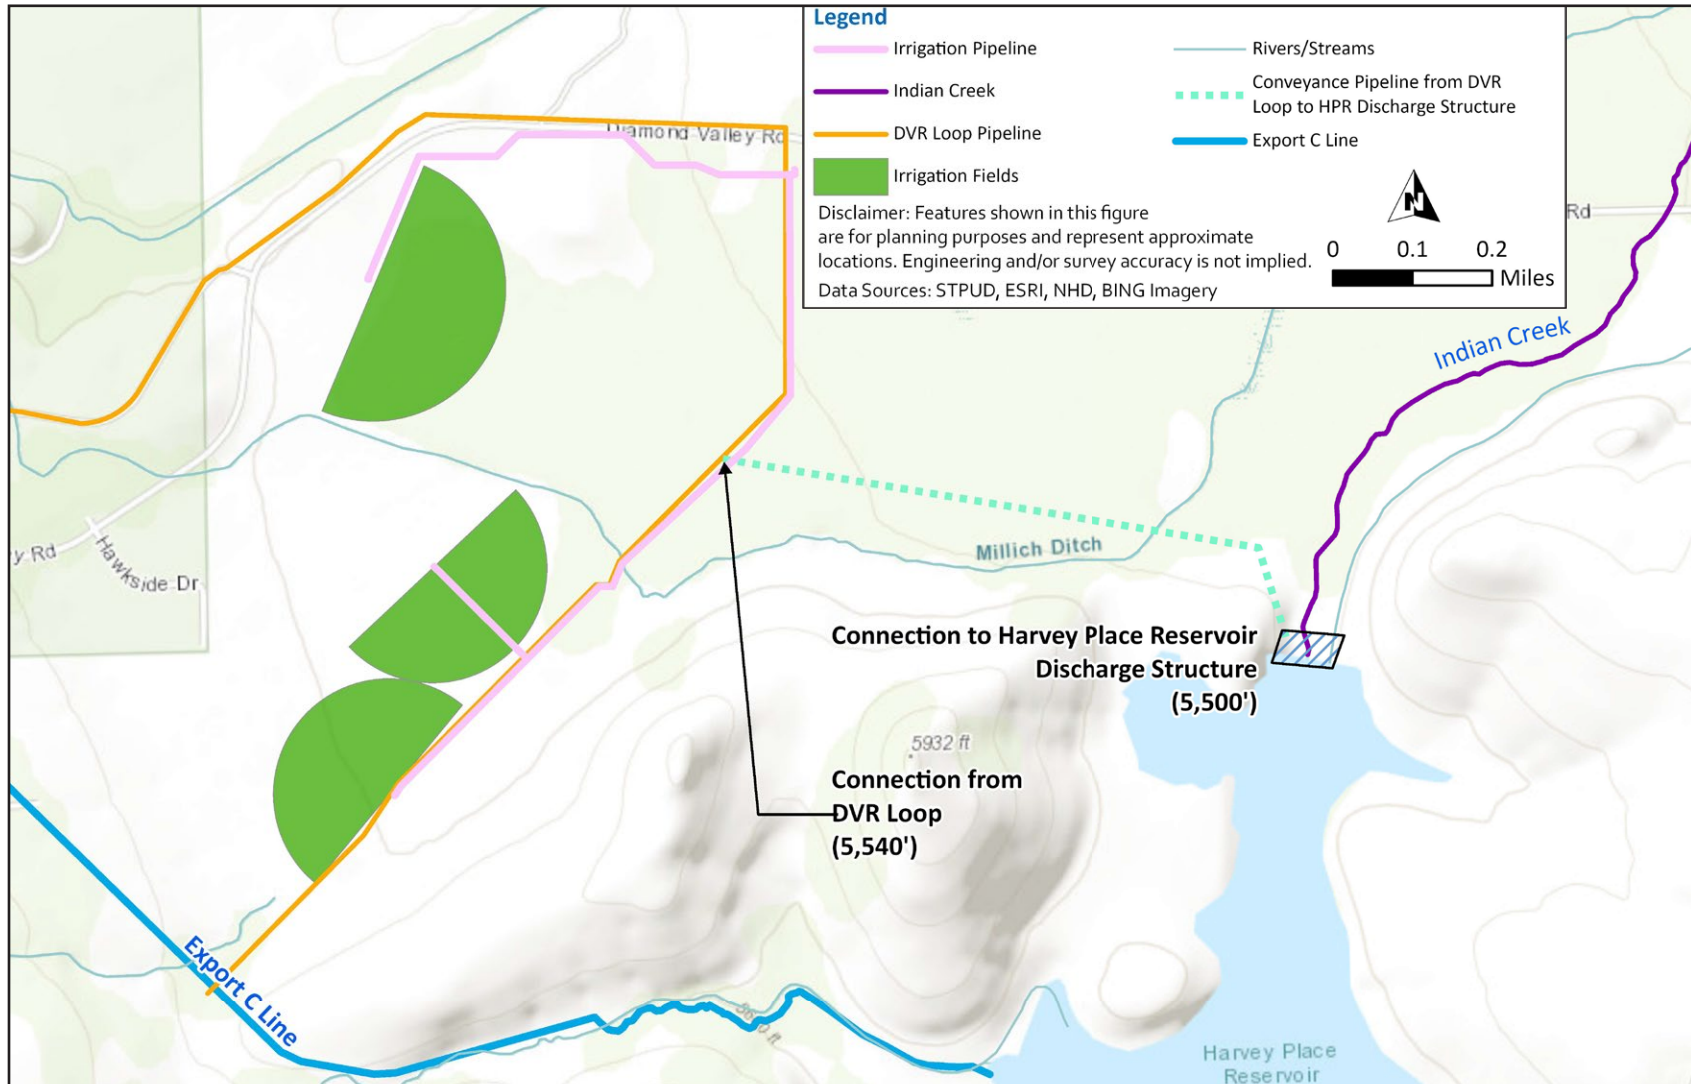 Legend
Irrigation Pipeline
Indian Creek
DVR Loop Pipeline
Irrigation Fields
Rivers/Streams
Conveyance Pipeline from DVR
Loop to HPR Discharge Structure
Export C Line
Disclaimer: Features shown in this figure
are for planning purposes and represent approximate
locations. Engineering and/or survey accuracy is not implied.
Data Sources: STPUD, ESRI, NHD, BING Imagery
N
0 0.1 0.2
Miles
Diamond Valley Rd
Rd
Indian Creek
y Rd
Hawkside Dr
Millich Ditch
Connection to Harvey Place Reservoir
Discharge Structure
(5,500')
5932 ft
Connection from
DVR Loop
(5,540')
Export C Line
Harvey Place
Reservoir